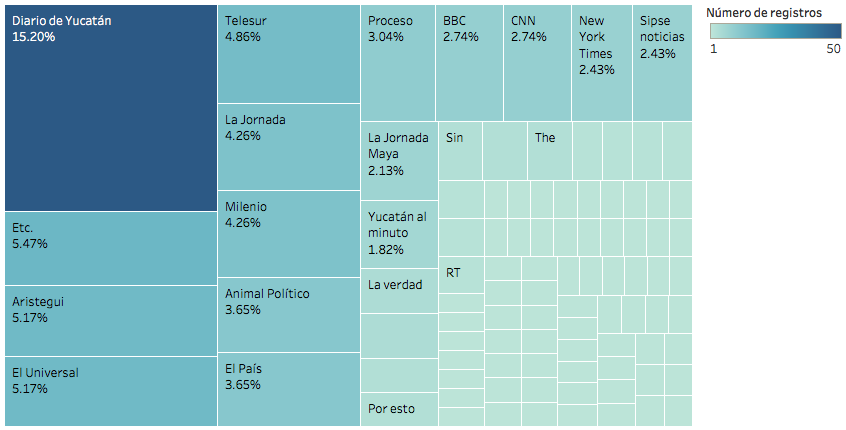 Diario de Yucatán
15.20%
Etc.
5.47%
Aristegui
5.17%
El Universal
5.17%
Telesur
4.86%
La Jornada
4.26%
Milenio
4.26%
Animal Político
3.65%
El País
3.65%
Proceso
3.04%
BBC
2.74%
CNN
2.74%
New
York
Times
2.43%
Sipse
noticias
2.43%
La Jornada
Maya
2.13%
Yucatán al
minuto
1.82%
La verdad
Por esto
Sin
The
RT
Número de registros
1
50